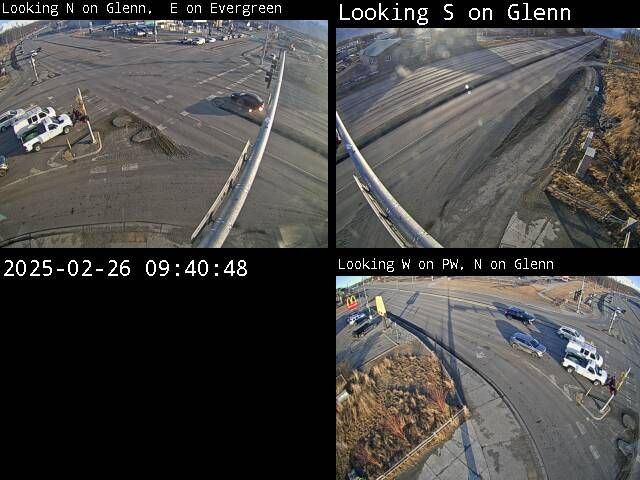 Looking N on Glenn,  E on Evergreen
Looking S on Glenn
2025-02-26 09:40:48
Looking W on PW, N on Glenn